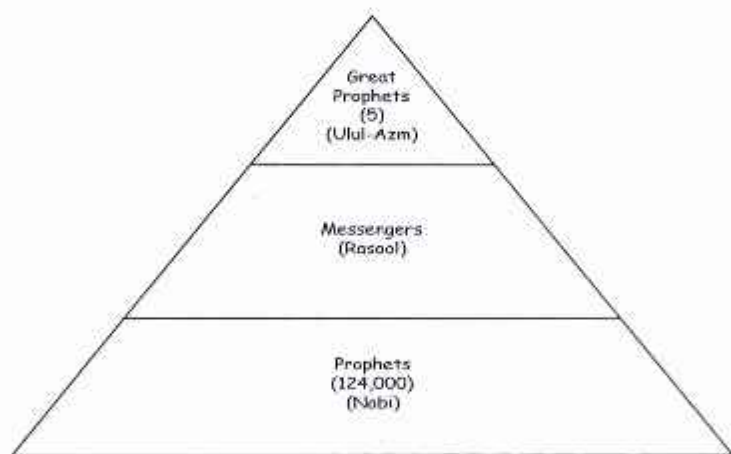 Great
Prophets
(5)
(Ulul-Azm)
Messengers
(Rasool)
Prophets
(124,000)
(Nabi)